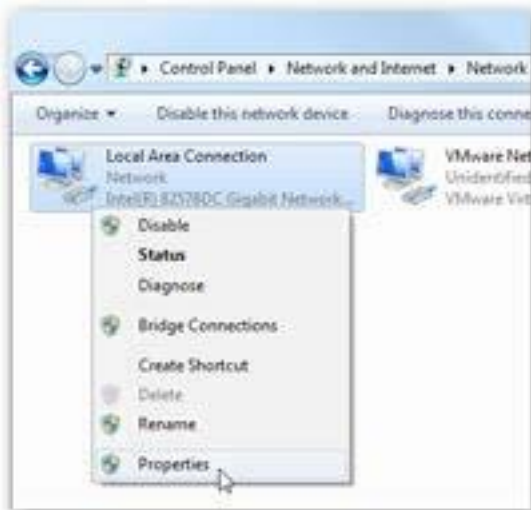 Control Panel Network and Internet Network
Organize Disable this network device Diagnose this conne
Local Area Connection
Network
Intel(R) 82578DC Gigabit Network...
VMware Net
Unidentified
VMware Virt
Disable
Status
Diagnose
Bridge Connections
Create Shortcut
Delete
Rename
Properties